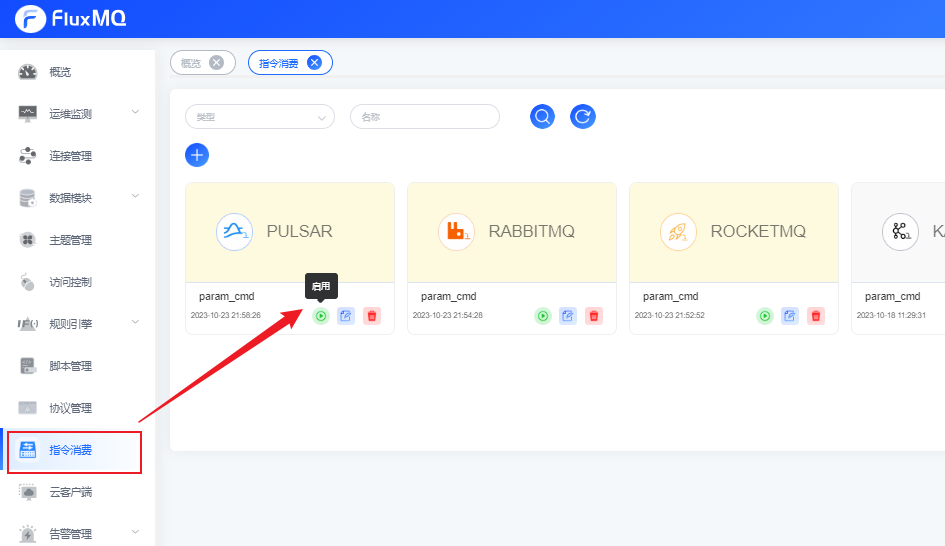 FluxMQ
概览
运维监测
连接管理
数据模块
主题管理
访问控制
规则引擎
脚本管理
协议管理
指令消费
云客户端
告警管理
概览
指令消费
类型
名称
PULSAR
param_cmd
启用
2023-10-23 21:58:26
RABBITMQ
param_cmd
2023-10-23 21:54:28
ROCKETMQ
param_cmd
2023-10-23 21:52:52
KA
param_cmd
2023-10-18 11:29:31